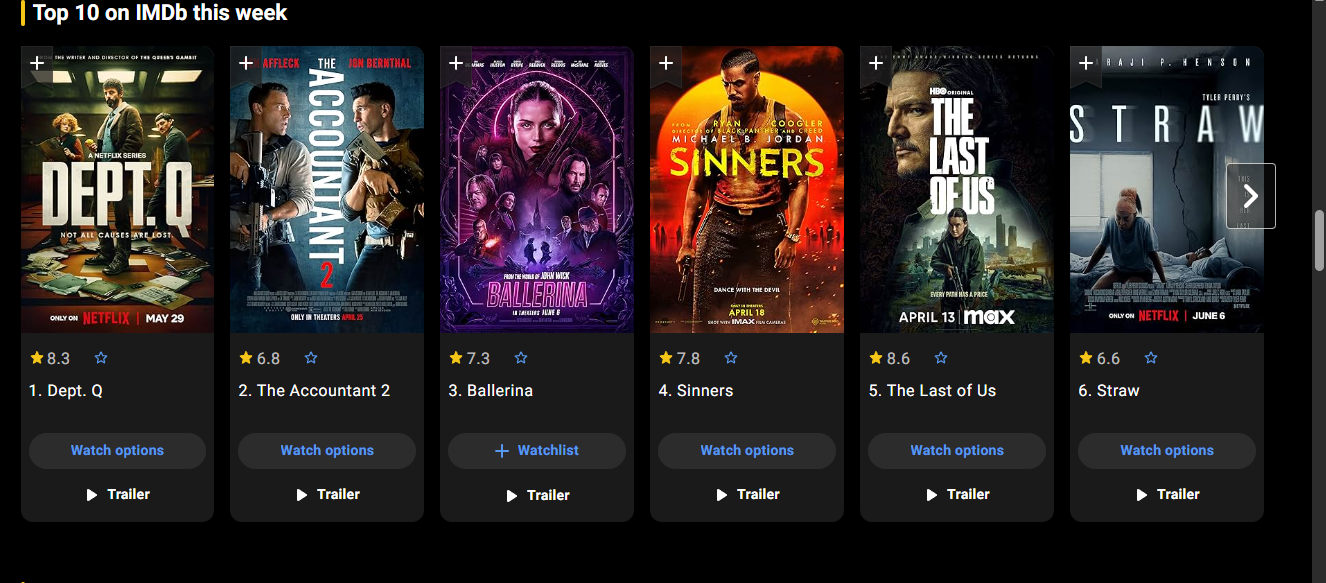 Top 10 on IMDb this week
THE WRITER AND DIRECTOR OF THE QUEEN'S GAMBIT
A NETFLIX SERIES
DEPT. Q
NOT ALL CAUSES ARE LOST.
ONLY ON NETFLIX | MAY 29
8.3
1. Dept. Q
Watch options
Trailer
AFFLECK THE JON BERNTHAL
ACCOUNTANT
2
ONLY IN THEATERS APRIL 25
6.8
2. The Accountant 2
Watch options
Trailer
FROM THE WORLD OF JOHN WICK
BALLERINA
IN THEATERS JUNE 6
7.3
3. Ballerina
Watchlist
Trailer
FROM RYAN COOGLER
DIRECTOR OF BLACK PANTHER AND CREED
MICHAEL B. JORDAN
SINNERS
DANCE WITH THE DEVIL
ONLY IN THEATERS
APRIL 18
SHOT WITH IMAX FILM CAMERAS
7.8
4. Sinners
Watch options
Trailer
HBO ORIGINAL
THE
LAST
OF US
EVERY PATH HAS A PRICE
APRIL 13 | max
8.6
5. The Last of Us
Watch options
Trailer
RAJI P. HENSON
TYLER PERRY'S
STRAW
ONLY ON NETFLIX | JUNE 6
6.6
6. Straw
Watch options
Trailer